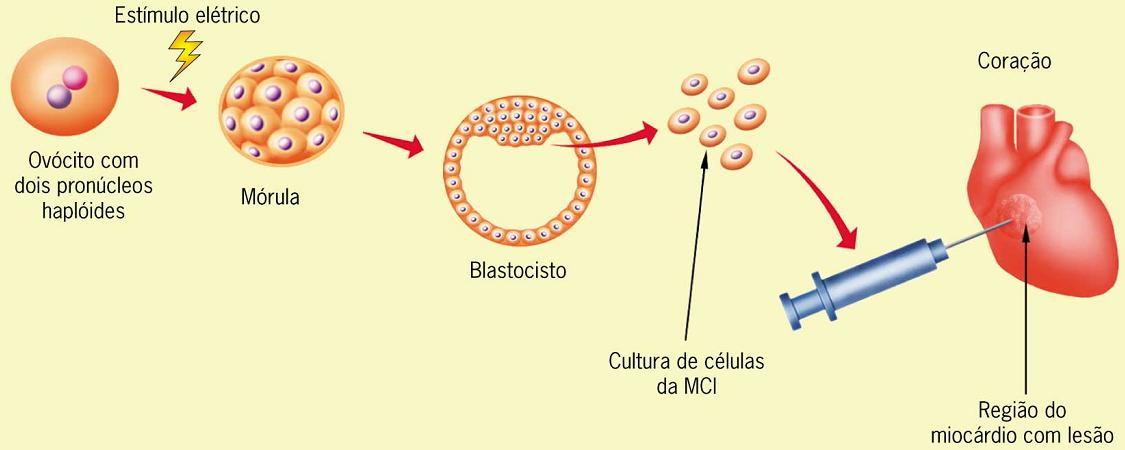 Estímulo elétrico
Ovócito com
dois pronúcleos
haplóides
Mórula
Blastocisto
Cultura de células
da MCI
Coração
Região do
miocárdio com lesão